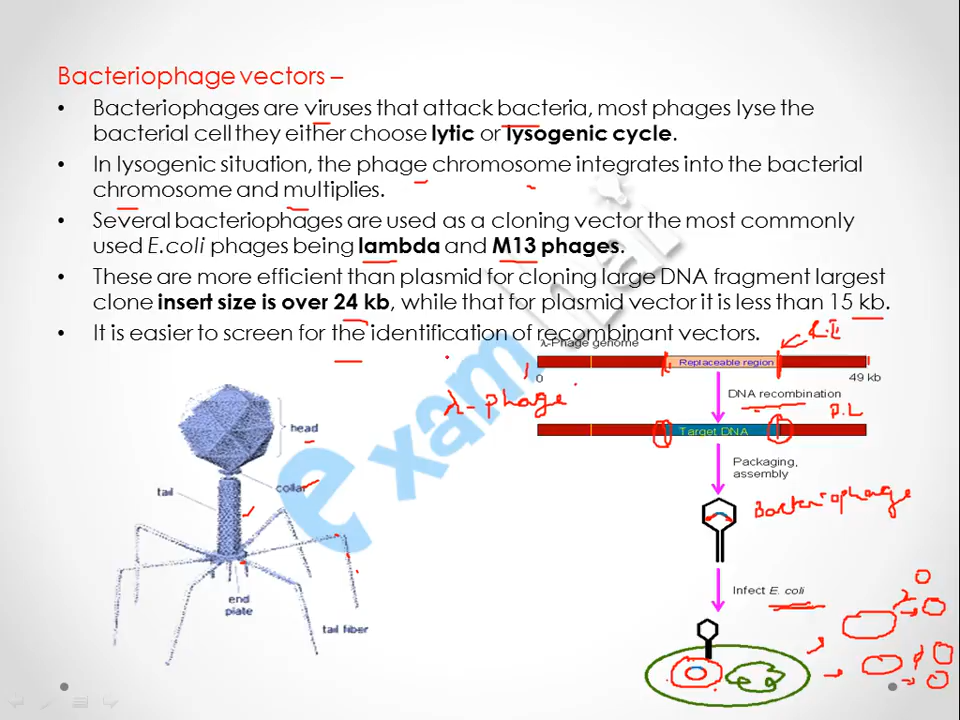 Bacteriophage vectors –
• Bacteriophages are viruses that attack bacteria, most phages lyse the
bacterial cell they either choose lytic or lysogenic cycle.
• In lysogenic situation, the phage chromosome integrates into the bacterial
chromosome and multiplies.
• Several bacteriophages are used as a cloning vector the most commonly
used E.coli phages being lambda and M13 phages.
• These are more efficient than plasmid for cloning large DNA fragment largest
clone insert size is over 24 kb, while that for plasmid vector it is less than 15 kb.
• It is easier to screen for the identification of recombinant vectors.
head
collar
tail
end
plate
tail fiber
λ-Phage genome
R.E
Replaceable region
0
49 kb
λ-phage
DNA recombination
D.L
Target DNA
Packaging,
assembly
Bacteriophage
Infect E. coli
examHal